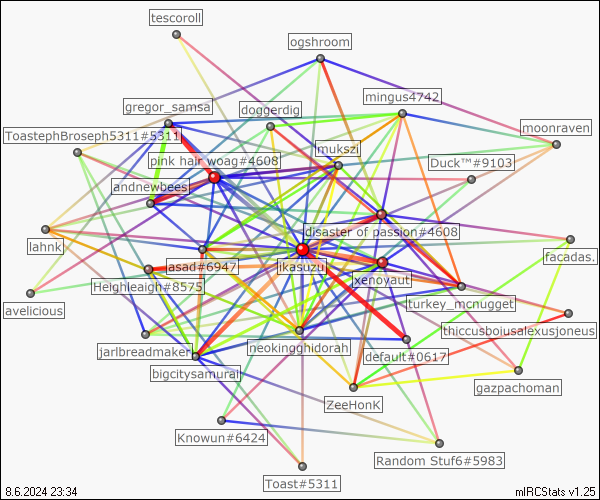 tescoroll
ogshroom
gregor_samsa
doggerdig
mingus4742
ToastephBroseph5311#5311
moonraven
mukszi
pink hair woag#4608
Duck™#9103
andnewbees
disaster of passion#4608
lahnk
facadas.
asad#6947
ikasuzu
xenoyaut
Heighleaigh#8575
turkey_mcnugget
avelicious
thiccusboiusalexusjoneus
jarlbreadmaker
neokingghidorah
default#0617
bigcitysamurai
gazpachoman
ZeeHonK
Knowun#6424
Random Stuf6#5983
Toast#5311
8.6.2024 23:34
mIRCStats v1.25